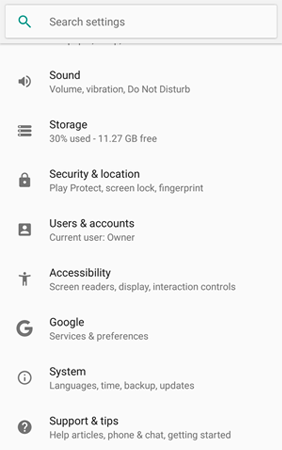 Search settings
Sound
Volume, vibration, Do Not Disturb
Storage
30% used - 11.27 GB free
Security & location
Play Protect, screen lock, fingerprint
Users & accounts
Current user: Owner
Accessibility
Screen readers, display, interaction controls
Google
Services & preferences
System
Languages, time, backup, updates
Support & tips
Help articles, phone & chat, getting started